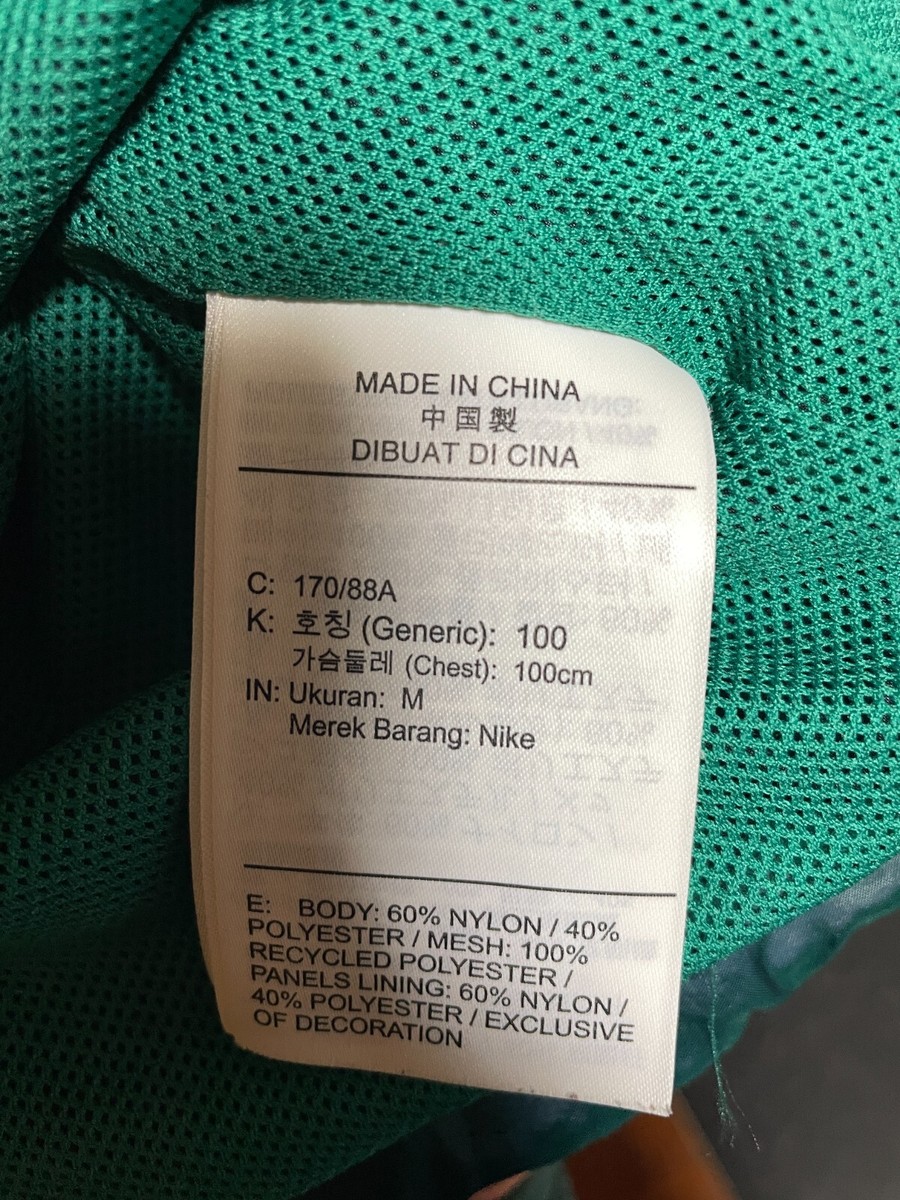 MADE IN CHINA
中国製
DIBUAT DI CINA
C: 170/88A
K: 호칭 (Generic): 100
가슴둘레 (Chest): 100cm
IN: Ukuran: M
Merek Barang: Nike
E: BODY: 60% NYLON / 40%
POLYESTER / MESH: 100%
RECYCLED POLYESTER /
PANELS LINING: 60% NYLON /
40% POLYESTER / EXCLUSIVE
OF DECORATION